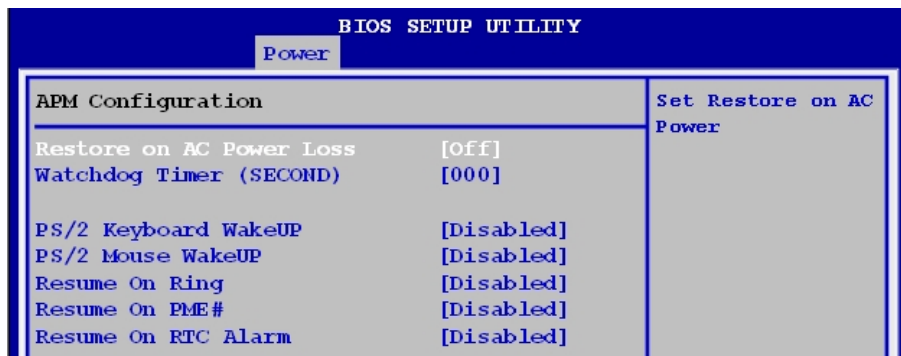 BIOS SETUP UTILITY
Power
APM Configuration
Restore on AC Power Loss [Off]
Watchdog Timer (SECOND) [000]
PS/2 Keyboard WakeUP [Disabled]
PS/2 Mouse WakeUP [Disabled]
Resume On Ring [Disabled]
Resume On PME# [Disabled]
Resume On RTC Alarm [Disabled]
Set Restore on AC
Power